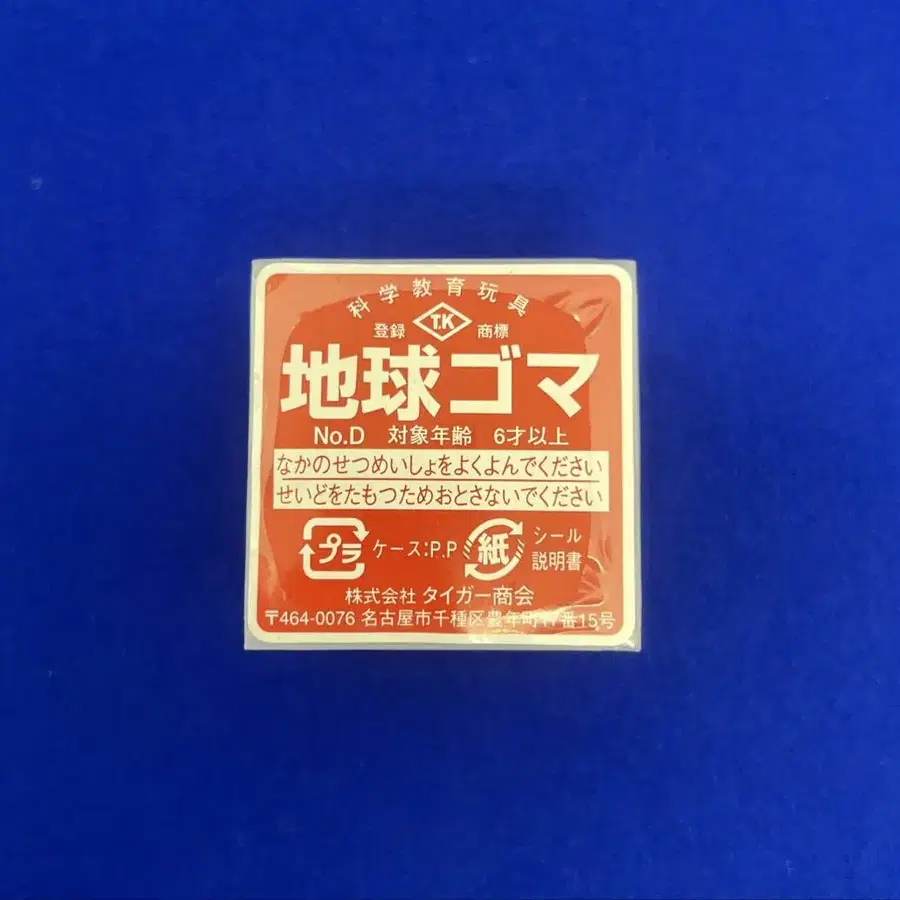 科学教育玩具
登録 T.K 商標
地球ゴマ
No.D 対象年齢 6才以上
なかのせつめいしょをよくよんでください
せいどをたもつためおとさないでください
プラ ケース:P.P 紙 シール
説明書
株式会社 タイガー商会
〒464-0076 名古屋市千種区豊年町17番15号